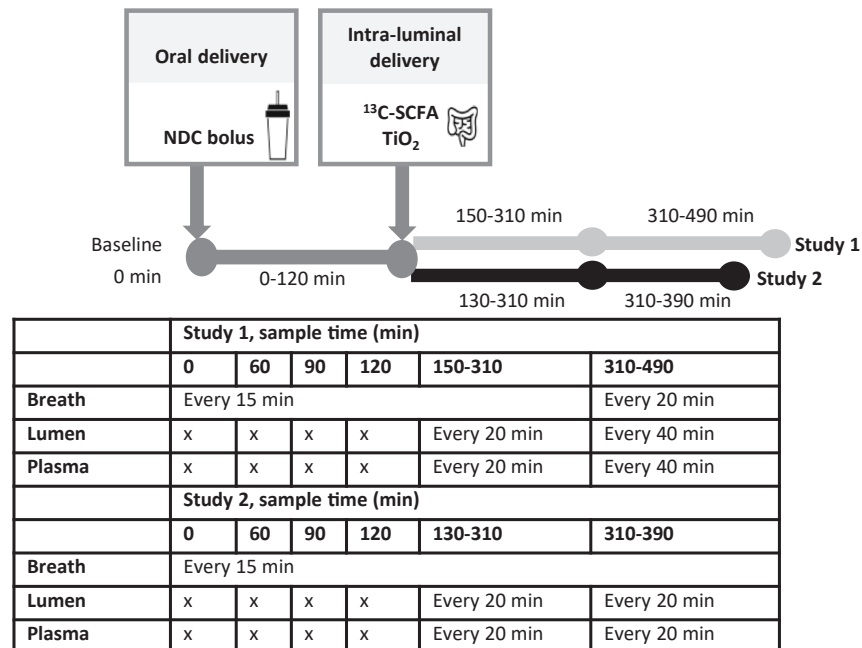 Oral delivery
NDC bolus
Intra-luminal
delivery
¹³C-SCFA
TiO₂
150-310 min 310-490 min
Baseline Study 1
0 min 0-120 min Study 2
130-310 min 310-390 min
Study 1, sample time (min)
0 60 90 120 150-310 310-490
Breath Every 15 min Every 20 min
Lumen x x x x Every 20 min Every 40 min
Plasma x x x x Every 20 min Every 40 min
Study 2, sample time (min)
0 60 90 120 130-310 310-390
Breath Every 15 min
Lumen x x x x Every 20 min Every 20 min
Plasma x x x x Every 20 min Every 20 min